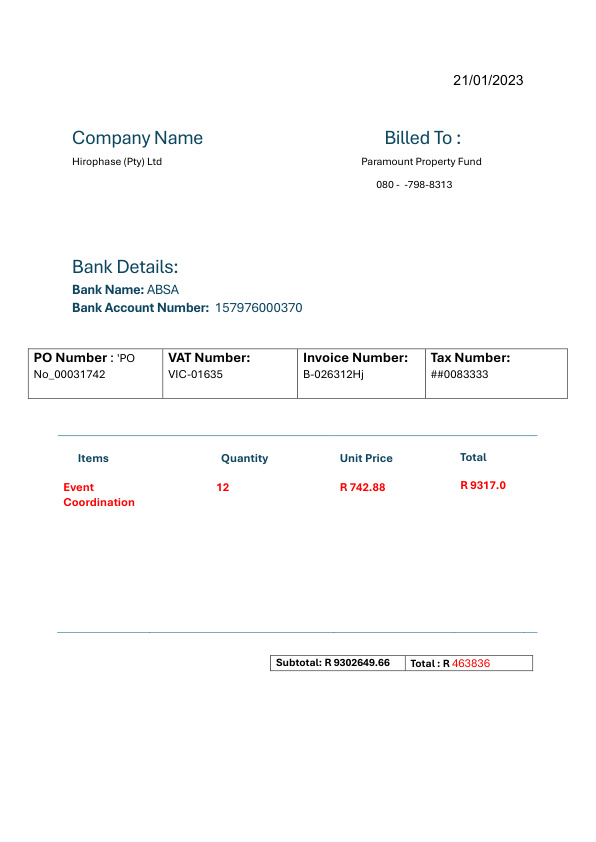 21/01/2023
Company Name
Billed To :
Hirophase (Pty) Ltd
Paramount Property Fund
080 - -798-8313
Bank Details:
Bank Name: ABSA
Bank Account Number: 157976000370
PO Number : 'PO
No_00031742
VAT Number:
VIC-01635
Invoice Number:
B-026312Hj
Tax Number:
##0083333
Items Quantity Unit Price Total
Event
Coordination
12 R 742.88 R 9317.0
Subtotal: R 9302649.66 Total : R 463836